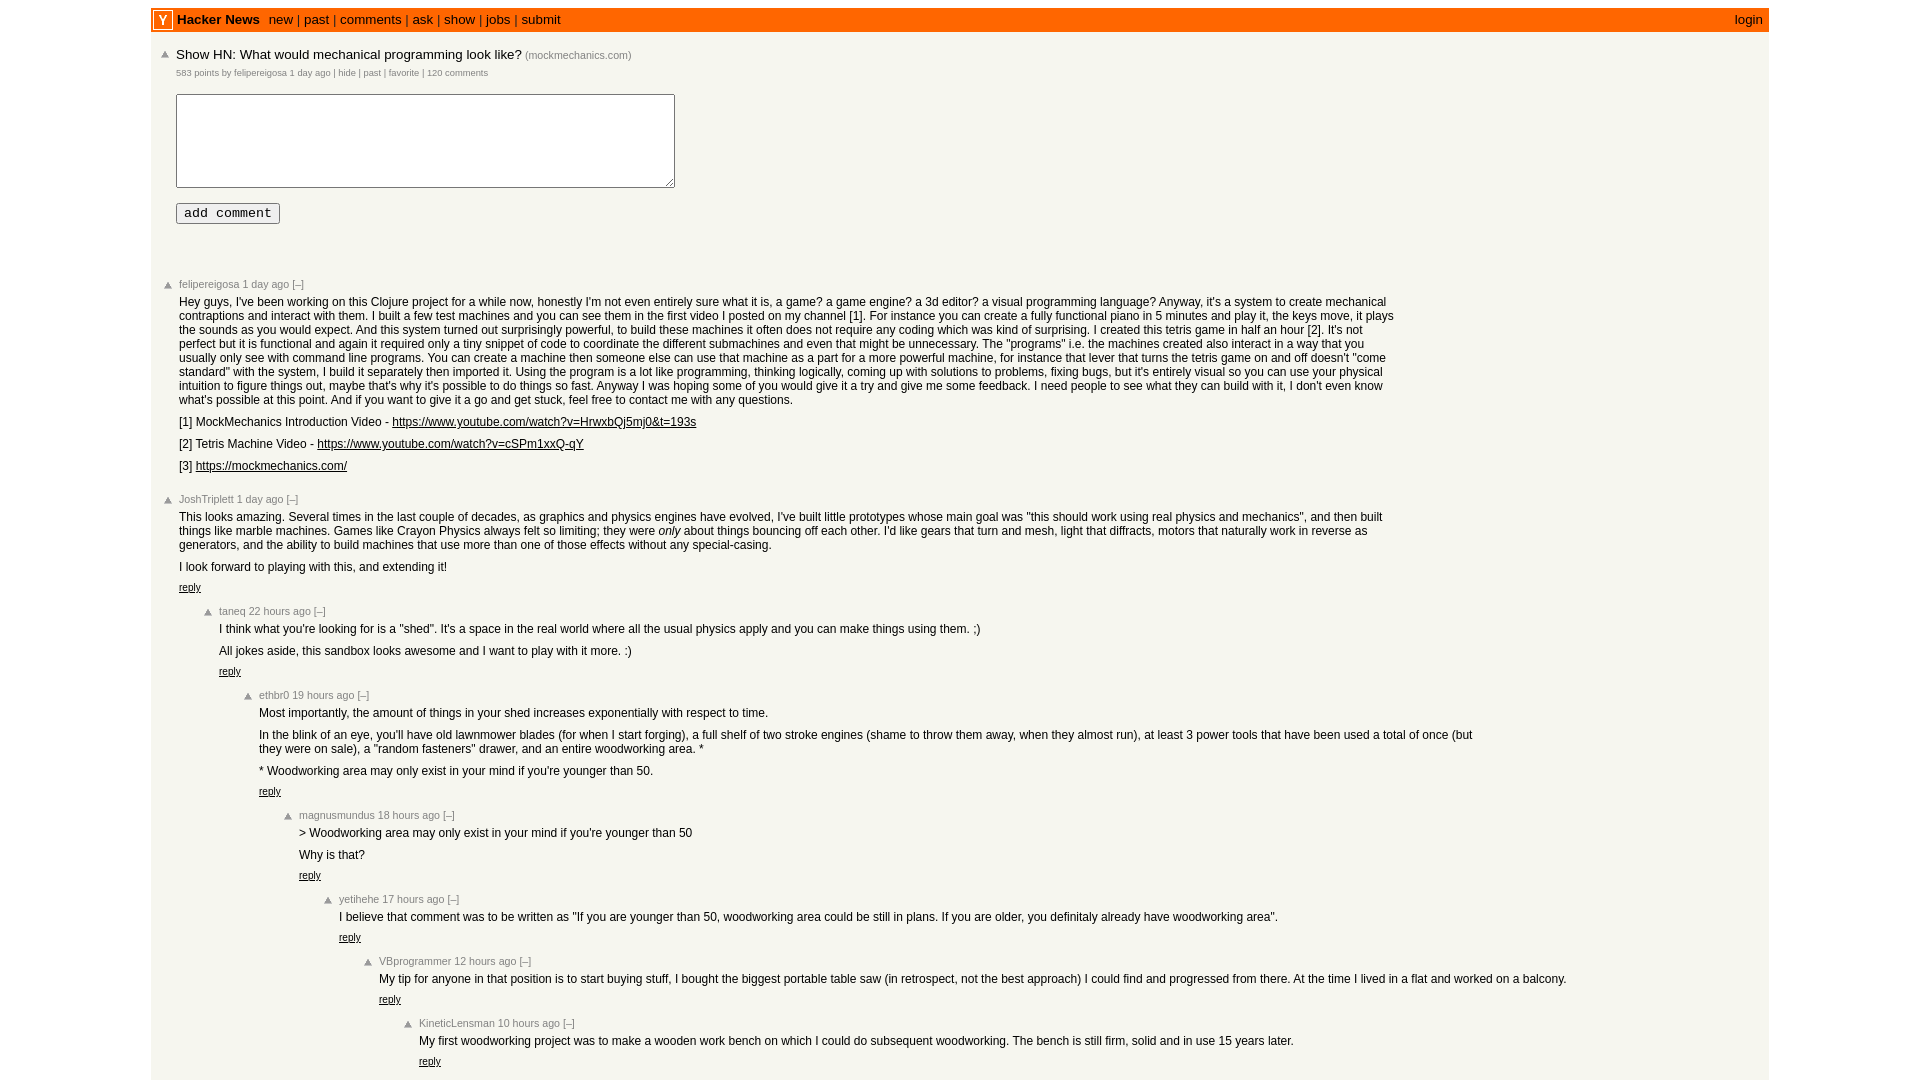 Y Hacker News new | past | comments | ask | show | jobs | submit login
Show HN: What would mechanical programming look like? (mockmechanics.com)
583 points by felipereigosa 1 day ago | hide | past | favorite | 120 comments
add comment
felipereigosa 1 day ago [–]
Hey guys, I've been working on this Clojure project for a while now, honestly I'm not even entirely sure what it is, a game? a game engine? a 3d editor? a visual programming language? Anyway, it's a system to create mechanical
contraptions and interact with them. I built a few test machines and you can see them in the first video I posted on my channel [1]. For instance you can create a fully functional piano in 5 minutes and play it, the keys move, it plays
the sounds as you would expect. And this system turned out surprisingly powerful, to build these machines it often does not require any coding which was kind of surprising. I created this tetris game in half an hour [2]. It's not
perfect but it is functional and again it required only a tiny snippet of code to coordinate the different submachines and even that might be unnecessary. The "programs" i.e. the machines created also interact in a way that you
usually only see with command line programs. You can create a machine then someone else can use that machine as a part for a more powerful machine, for instance that lever that turns the tetris game on and off doesn't "come
standard" with the system, I build it separately then imported it. Using the program is a lot like programming, thinking logically, coming up with solutions to problems, fixing bugs, but it's entirely visual so you can use your physical
intuition to figure things out, maybe that's why it's possible to do things so fast. Anyway I was hoping some of you would give it a try and give me some feedback. I need people to see what they can build with it, I don't even know
what's possible at this point. And if you want to give it a go and get stuck, feel free to contact me with any questions.
[1] MockMechanics Introduction Video - https://www.youtube.com/watch?v=HrwxbQj5mj0&t=193s
[2] Tetris Machine Video - https://www.youtube.com/watch?v=cSPm1xxQ-qY
[3] https://mockmechanics.com/
JoshTriplett 1 day ago [–]
This looks amazing. Several times in the last couple of decades, as graphics and physics engines have evolved, I've built little prototypes whose main goal was "this should work using real physics and mechanics", and then built
things like marble machines. Games like Crayon Physics always felt so limiting; they were only about things bouncing off each other. I'd like gears that turn and mesh, light that diffracts, motors that naturally work in reverse as
generators, and the ability to build machines that use more than one of those effects without any special-casing.
I look forward to playing with this, and extending it!
reply
taneq 22 hours ago [–]
I think what you're looking for is a "shed". It's a space in the real world where all the usual physics apply and you can make things using them. ;)
All jokes aside, this sandbox looks awesome and I want to play with it more. :)
reply
ethbr0 19 hours ago [–]
Most importantly, the amount of things in your shed increases exponentially with respect to time.
In the blink of an eye, you'll have old lawnmower blades (for when I start forging), a full shelf of two stroke engines (shame to throw them away, when they almost run), at least 3 power tools that have been used a total of once (but
they were on sale), a "random fasteners" drawer, and an entire woodworking area. *
* Woodworking area may only exist in your mind if you're younger than 50.
reply
magnusmundus 18 hours ago [–]
> Woodworking area may only exist in your mind if you're younger than 50
Why is that?
reply
yetihehe 17 hours ago [–]
I believe that comment was to be written as "If you are younger than 50, woodworking area could be still in plans. If you are older, you definitaly already have woodworking area".
reply
VBprogrammer 12 hours ago [–]
My tip for anyone in that position is to start buying stuff, I bought the biggest portable table saw (in retrospect, not the best approach) I could find and progressed from there. At the time I lived in a flat and worked on a balcony.
reply
KineticLensman 10 hours ago [–]
My first woodworking project was to make a wooden work bench on which I could do subsequent woodworking. The bench is still firm, solid and in use 15 years later.
reply